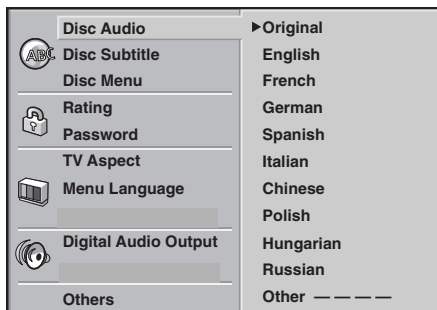 Disc Audio
Disc Subtitle
Disc Menu
Rating
Password
TV Aspect
Menu Language
Digital Audio Output
Others
ABC
▶Original
English
French
German
Spanish
Italian
Chinese
Polish
Hungarian
Russian
Other — — — —